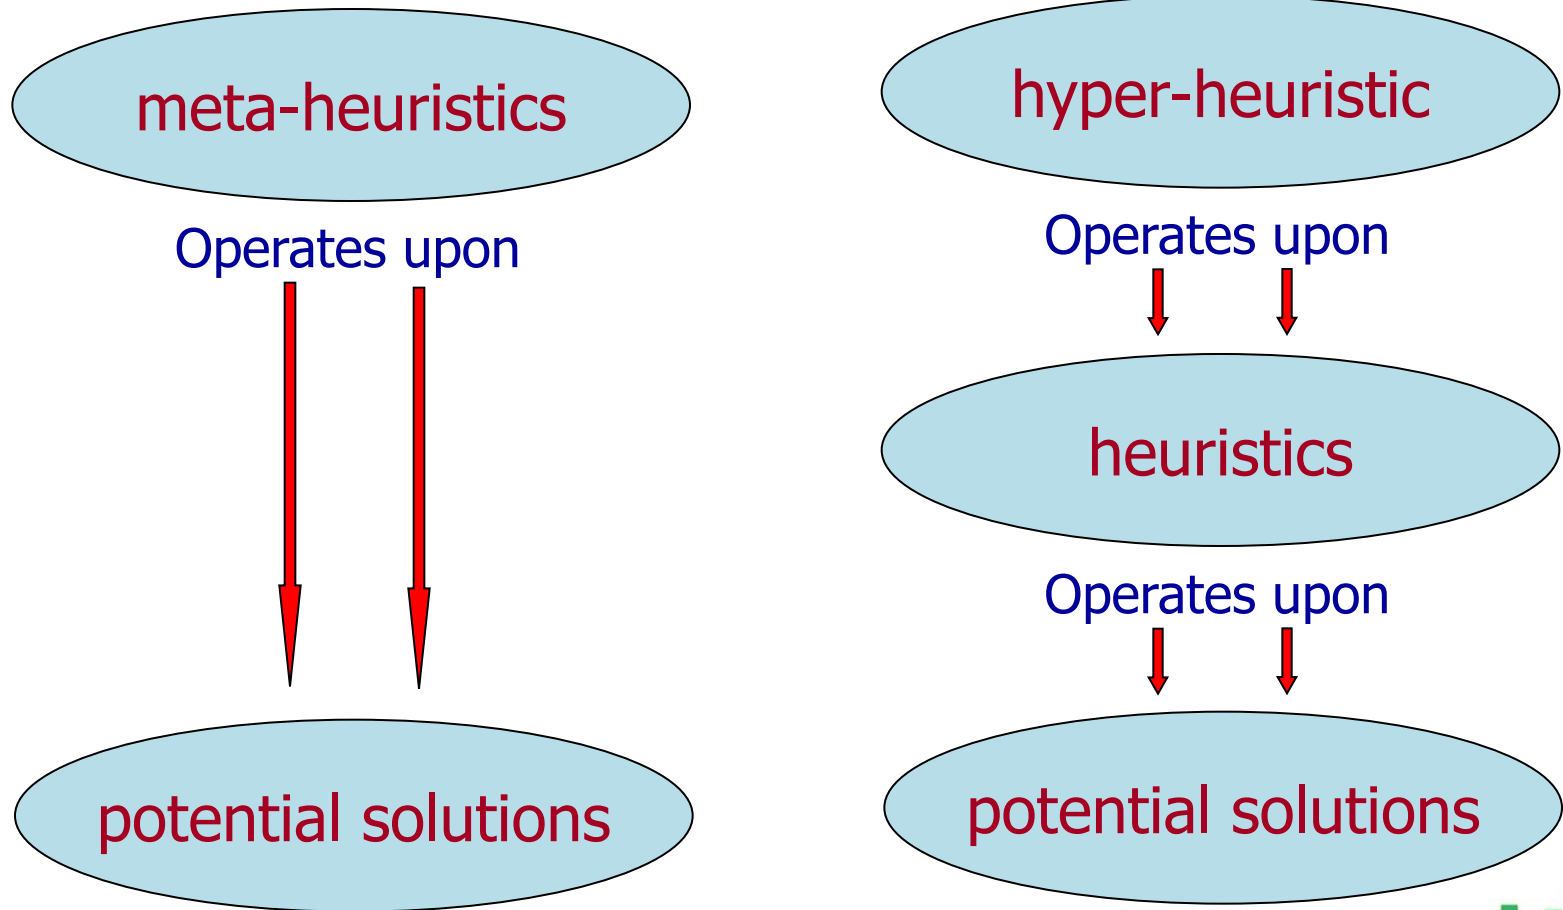 meta-heuristics
Operates upon
potential solutions
hyper-heuristic
Operates upon
heuristics
Operates upon
potential solutions